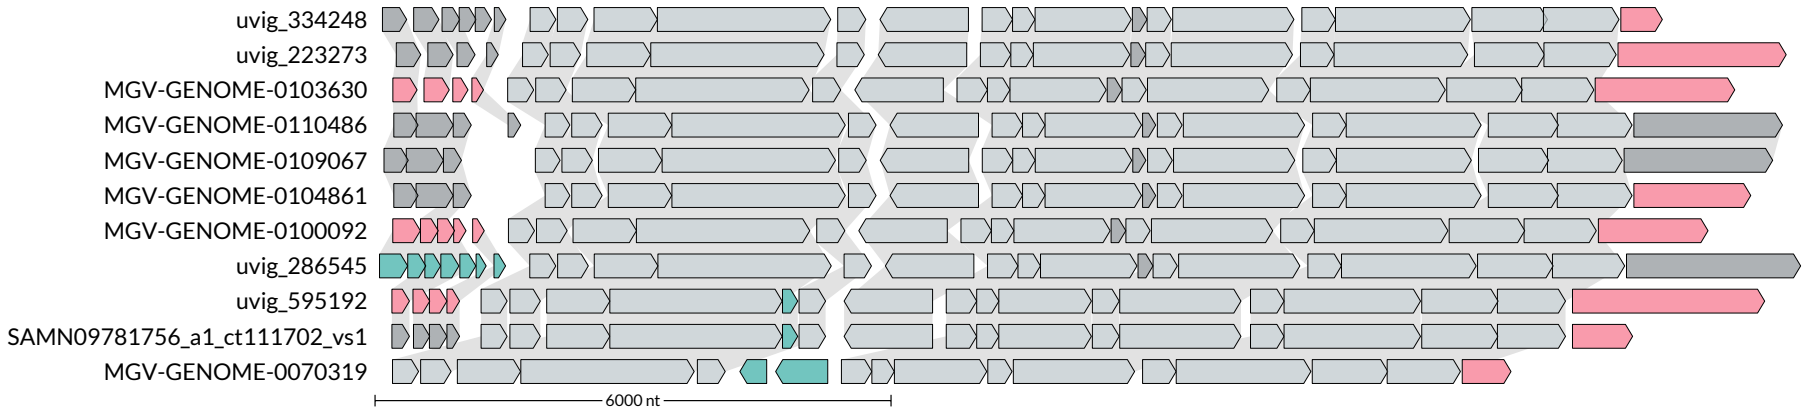 uvig_334248
uvig_223273
MGV-GENOME-0103630
MGV-GENOME-0110486
MGV-GENOME-0109067
MGV-GENOME-0104861
MGV-GENOME-0100092
uvig_286545
uvig_595192
SAMN09781756_a1_ct111702_vs1
MGV-GENOME-0070319
6000 nt